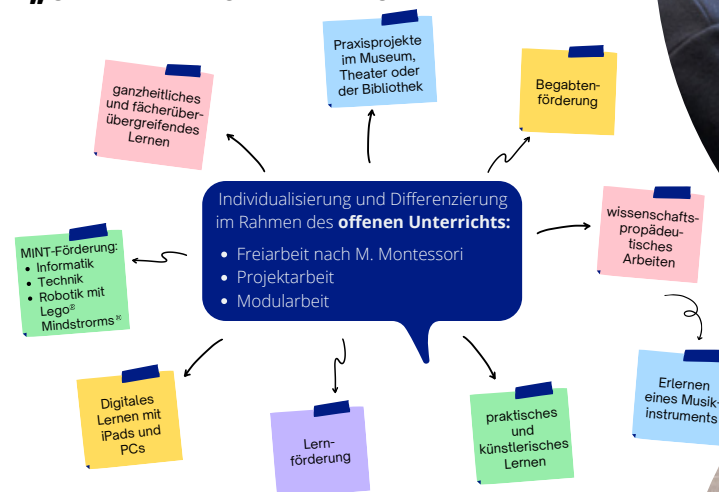 Praxisprojekte
im Museum,
Theater oder
der Bibliothek
Begabten-
förderung
ganzheitliches
und fächerüber-
übergreifendes
Lernen
Individualisierung und Differenzierung
im Rahmen des offenen Unterrichts:
• Freiarbeit nach M. Montessori
• Projektarbeit
• Modularbeit
wissenschafts-
propädeu-
tisches
Arbeiten
MINT-Förderung:
• Informatik
• Technik
• Robotik mit
Lego®
Mindstrorms®
Digitales
Lernen mit
iPads und
PCs
Lern-
förderung
praktisches
und
künstlerisches
Lernen
Erlernen
eines Musik-
instruments